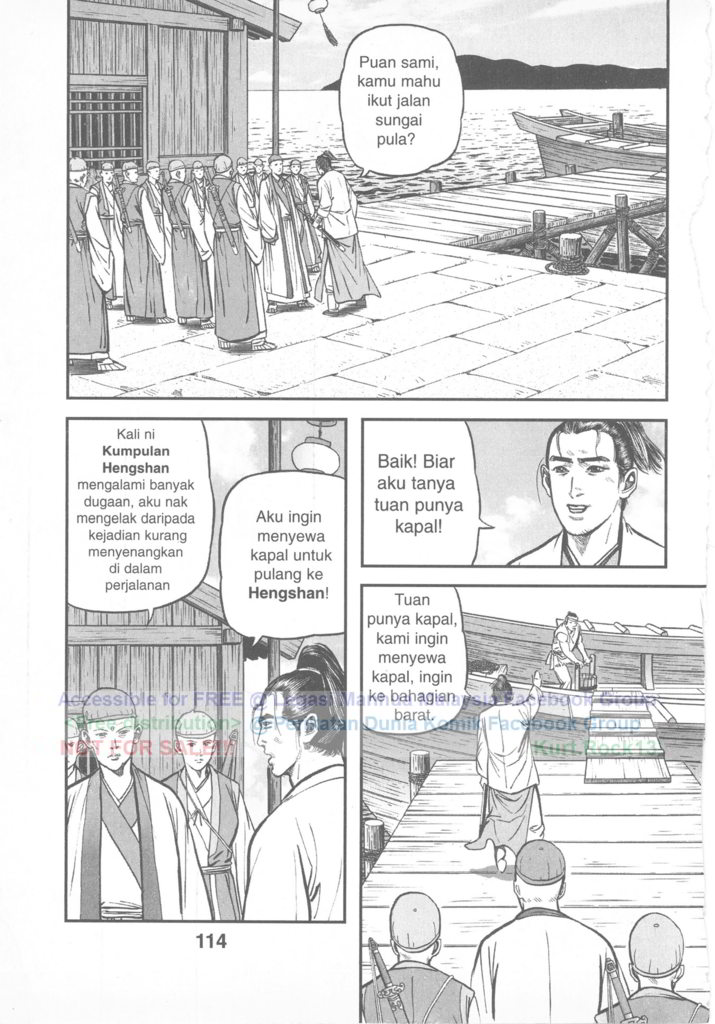 Puan sami,
kamu mahu
ikut jalan
sungai
pula?
Kali ni
Kumpulan
Hengshan
mengalami banyak
dugaan, aku nak
mengelak daripada
kejadian kurang
menyenangkan
di dalam
perjalanan
Aku ingin
menyewa
kapal untuk
pulang ke
Hengshan!
Baik! Biar
aku tanya
tuan punya
kapal!
Tuan
punya kapal,
kami ingin
menyewa
kapal, ingin
ke bahagian
barat.
Accessible for FREE @ Legasi Manhua Malaysia Facebook Group
<Free distribution> @ Peminatan Dunia Komik Facebook Group
NOT FOR SALE!!! Kurt Rock13
114